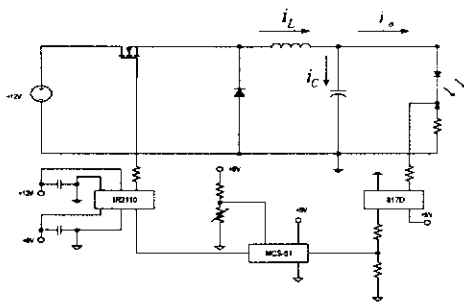 i_L
i_o
i_C
+12V
+12V
IR2110
+5V
817D
+5V
+5V
MCS-51
+5V